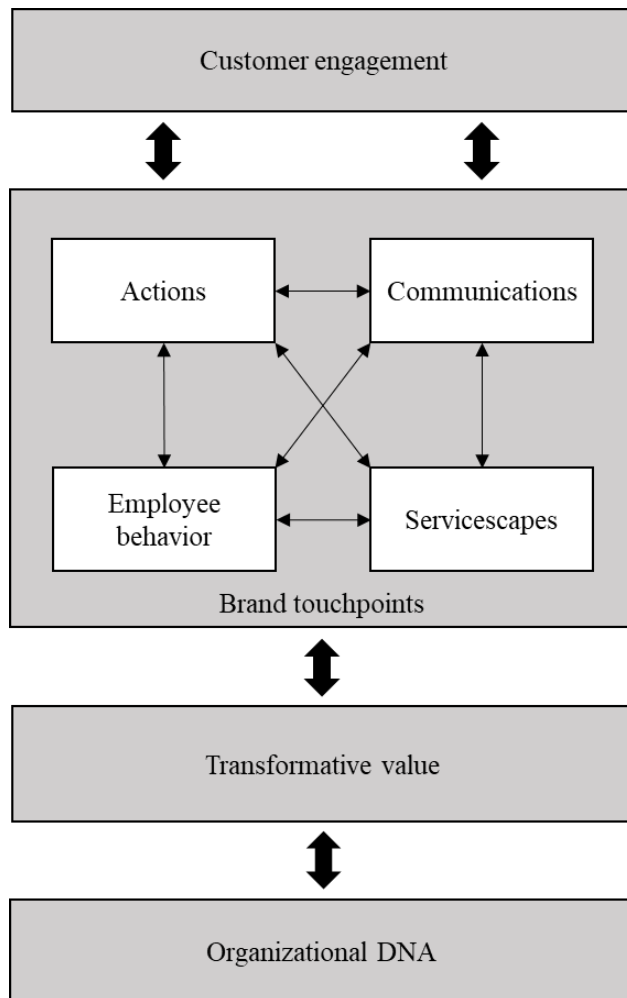 Customer engagement
Actions
Communications
Employee
behavior
Servicescapes
Brand touchpoints
Transformative value
Organizational DNA